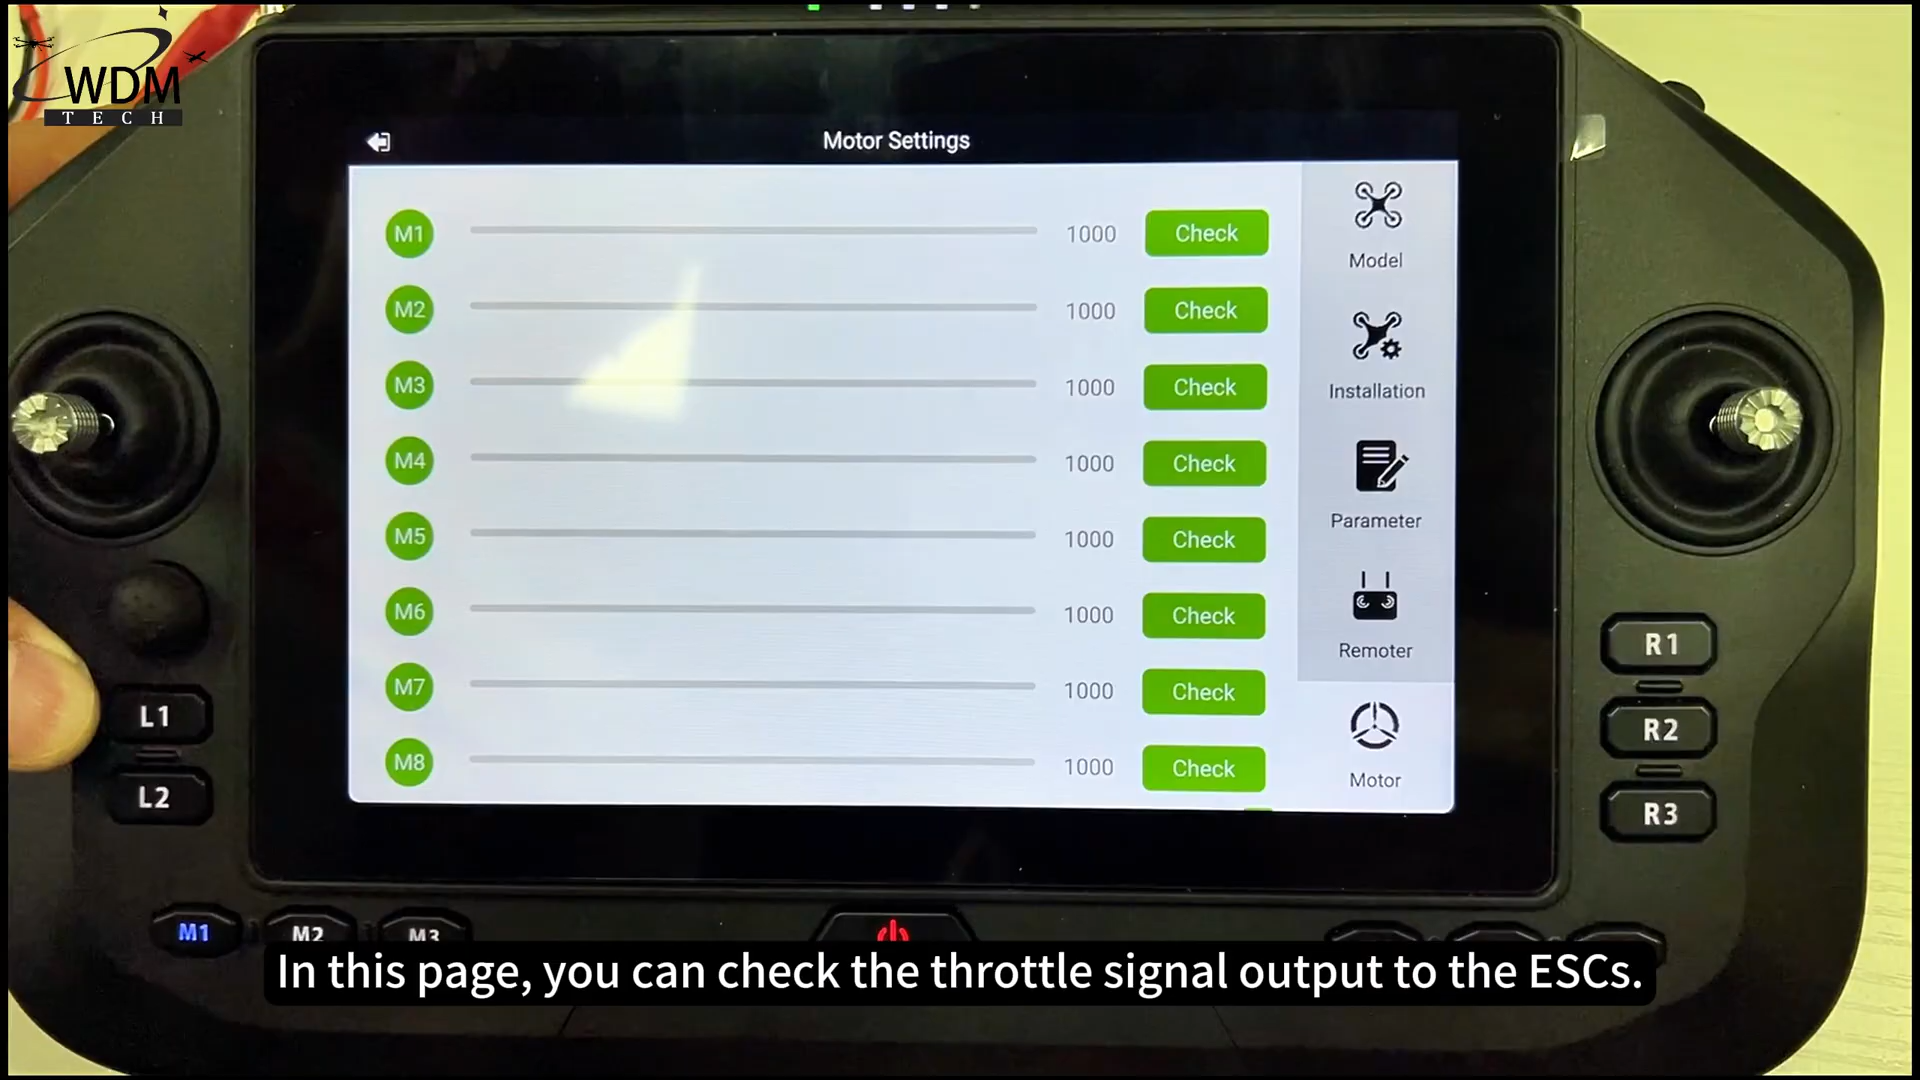 WDM
TECH
Motor Settings
M1 1000 Check
M2 1000 Check
M3 1000 Check
M4 1000 Check
M5 1000 Check
M6 1000 Check
M7 1000 Check
M8 1000 Check
Model
Installation
Parameter
Remoter
Motor
L1
L2
R1
R2
R3
M1 M2 M3
In this page, you can check the throttle signal output to the ESCs.